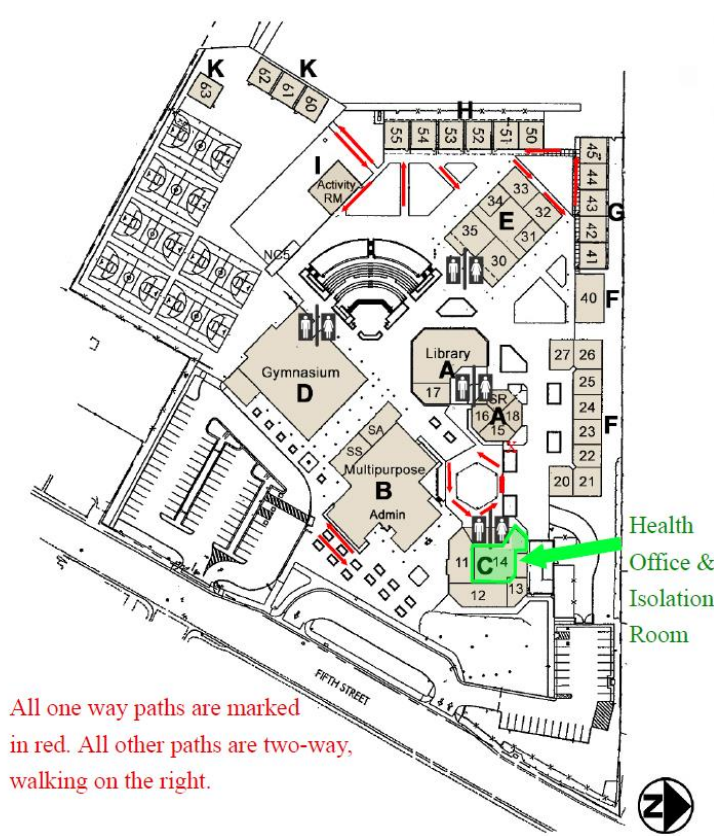 K
K
63
62
61
60
H
55
54
53
52
51
50
45
44
43
42
41
G
I
Activity
RM
33
34
32
E
35
31
30
NC5
40
F
Library
A
17
27
26
25
24
23
22
20
21
F
Gymnasium
D
SR
16
A
18
15
SA
SS
Multipurpose
B
Admin
11
C
14
12
13
Health
Office &
Isolation
Room
FIFTH STREET
All one way paths are marked
in red. All other paths are two-way,
walking on the right.
N